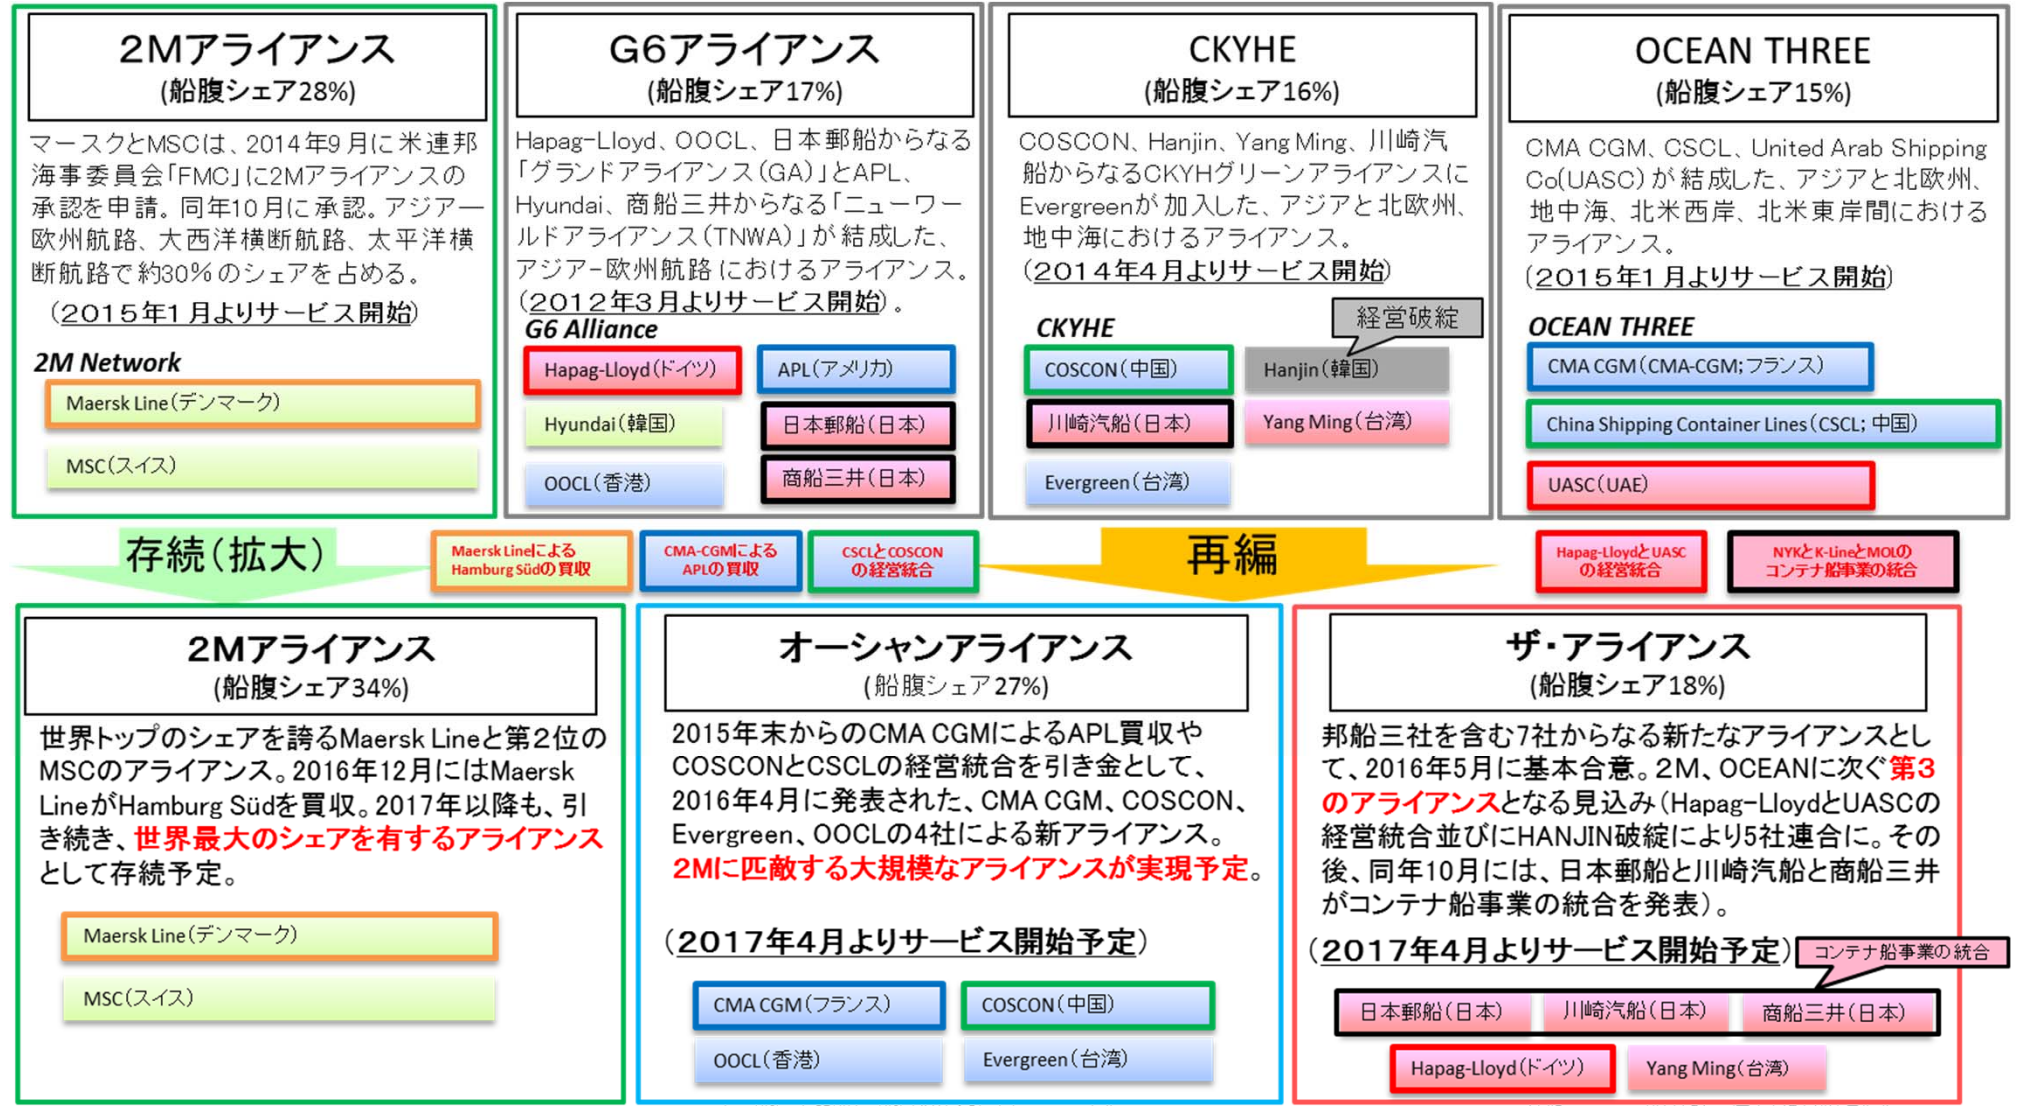 2Mアライアンス
(船腹シェア28%)
マースクとMSCは、2014年9月に米連邦
海事委員会「FMC」に2Mアライアンスの
承認を申請。同年10月に承認。アジアー
欧州航路、大西洋横断航路、太平洋横
断航路で約30%のシェアを占める。
(2015年1月よりサービス開始)
2M Network
Maersk Line(デンマーク)
MSC(スイス)
G6アライアンス
(船腹シェア17%)
Hapag-Lloyd、OOCL、日本郵船からなる
「グランドアライアンス(GA)」とAPL、
Hyundai、商船三井からなる「ニューワー
ルドアライアンス(TNWA)」が結成した、
アジア-欧州航路におけるアライアンス。
(2012年3月よりサービス開始)。
G6 Alliance
Hapag-Lloyd(ドイツ)
APL(アメリカ)
Hyundai(韓国)
日本郵船(日本)
OOCL(香港)
商船三井(日本)
CKYHE
(船腹シェア16%)
COSCON、Hanjin、Yang Ming、川崎汽
船からなるCKYHグリーンアライアンスに
Evergreenが加入した、アジアと北欧州、
地中海におけるアライアンス。
(2014年4月よりサービス開始)
経営破綻
CKYHE
COSCON(中国)
Hanjin(韓国)
川崎汽船(日本)
Yang Ming(台湾)
Evergreen(台湾)
OCEAN THREE
(船腹シェア15%)
CMA CGM、CSCL、United Arab Shipping
Co(UASC)が結成した、アジアと北欧州、
地中海、北米西岸、北米東岸間における
アライアンス。
(2015年1月よりサービス開始)
OCEAN THREE
CMA CGM(CMA-CGM;フランス)
China Shipping Container Lines(CSCL;中国)
UASC(UAE)
存続(拡大)
Maersk Lineによる
Hamburg Südの買収
CMA-CGMによる
APLの買収
CSCLとCOSCON
の経営統合
再編
Hapag-LloydとUASC
の経営統合
NYKとK-LineとMOLの
コンテナ船事業の統合
2Mアライアンス
(船腹シェア34%)
世界トップのシェアを誇るMaersk Lineと第2位の
MSCのアライアンス。2016年12月にはMaersk
LineがHamburg Südを買収。2017年以降も、引
き続き、世界最大のシェアを有するアライアンス
として存続予定。
Maersk Line(デンマーク)
MSC(スイス)
オーシャンアライアンス
(船腹シェア27%)
2015年末からのCMA CGMによるAPL買収や
COSCONとCSCLの経営統合を引き金として、
2016年4月に発表された、CMA CGM、COSCON、
Evergreen、OOCLの4社による新アライアンス。
2Mに匹敵する大規模なアライアンスが実現予定。
(2017年4月よりサービス開始予定)
CMA CGM(フランス)
COSCON(中国)
OOCL(香港)
Evergreen(台湾)
ザ・アライアンス
(船腹シェア18%)
邦船三社を含む7社からなる新たなアライアンスとし
て、2016年5月に基本合意。2M、OCEANに次ぐ第3
のアライアンスとなる見込み(Hapag-LloydとUASCの
経営統合並びにHANJIN破綻により5社連合に。その
後、同年10月には、日本郵船と川崎汽船と商船三井
がコンテナ船事業の統合を発表)。
(2017年4月よりサービス開始予定)
コンテナ船事業の統合
日本郵船(日本)
川崎汽船(日本)
商船三井(日本)
Hapag-Lloyd(ドイツ)
Yang Ming(台湾)